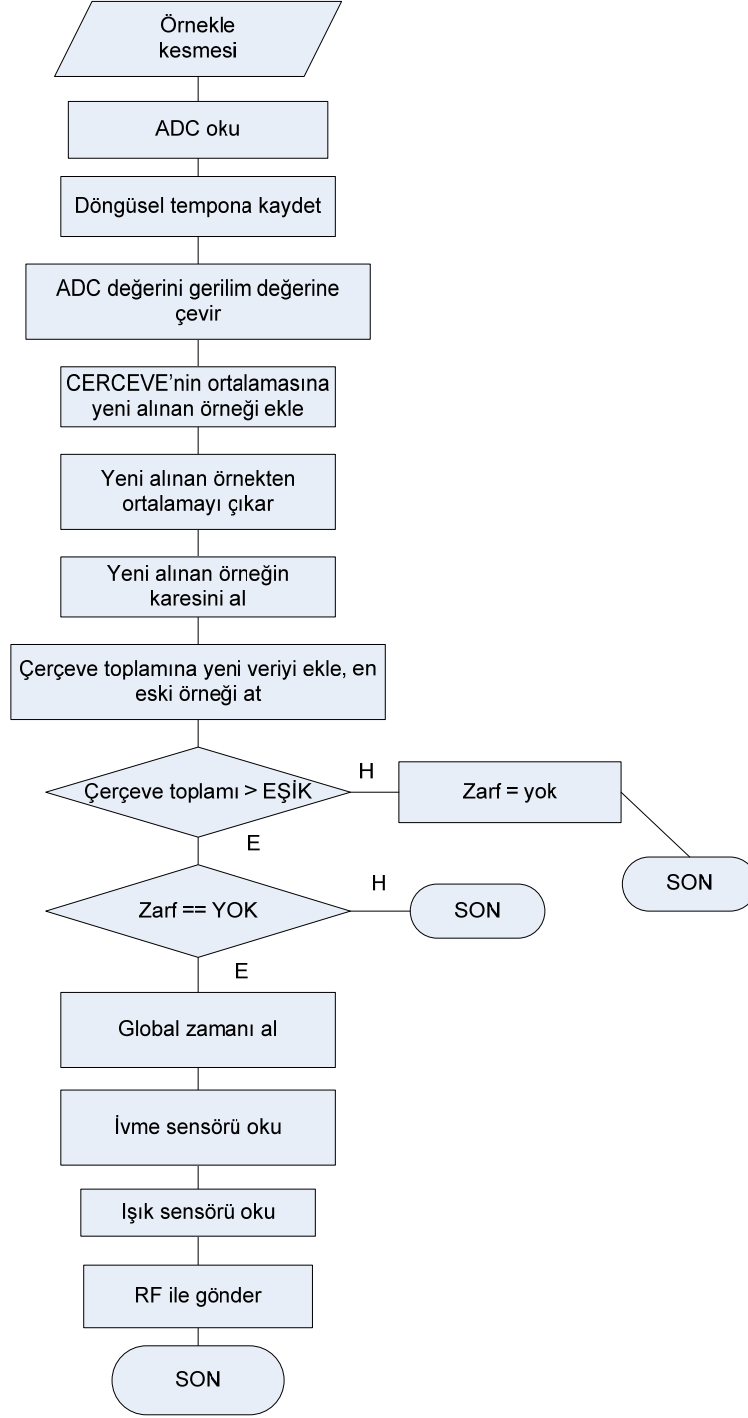 Örnekle
kesmesi
ADC oku
Döngüsel tempona kaydet
ADC değerini gerilim değerine
çevir
CERCEVE'nin ortalamasına
yeni alınan örneği ekle
Yeni alınan örnekten
ortalamayı çıkar
Yeni alınan örneğin
karesini al
Çerçeve toplamına yeni veriyi ekle, en
eski örneği at
Çerçeve toplamı > EŞİK
H
Zarf = yok
SON
E
Zarf == YOK
H
SON
E
Global zamanı al
İvme sensörü oku
Işık sensörü oku
RF ile gönder
SON